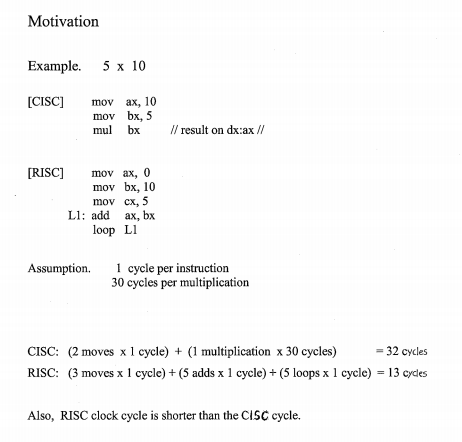 Motivation
Example. 5 x 10
[CISC] mov ax, 10
mov bx, 5
mul bx // result on dx:ax //
[RISC] mov ax, 0
mov bx, 10
mov cx, 5
L1: add ax, bx
loop L1
Assumption. 1 cycle per instruction
30 cycles per multiplication
CISC: (2 moves x 1 cycle) + (1 multiplication x 30 cycles) = 32 cycles
RISC: (3 moves x 1 cycle) + (5 adds x 1 cycle) + (5 loops x 1 cycle) = 13 cycles
Also, RISC clock cycle is shorter than the CISC cycle.